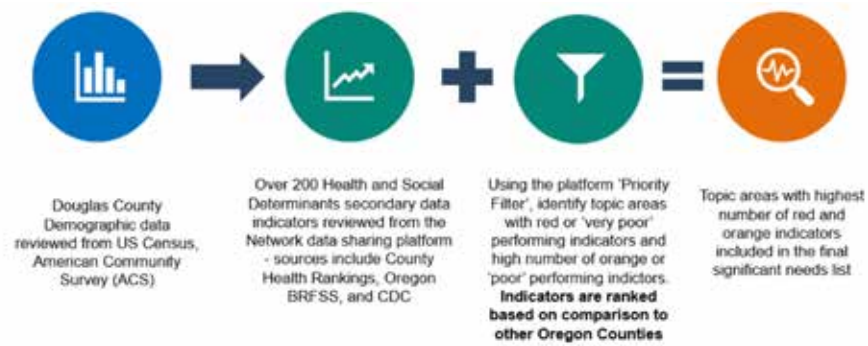 Douglas County
Demographic data
reviewed from US Census,
American Community
Survey (ACS)
Over 200 Health and Social
Determinants secondary data
indicators reviewed from the
Network data sharing platform
- sources include County
Health Rankings, Oregon
BRFSS, and CDC
Using the platform 'Priority
Filter', identify topic areas
with red or 'very poor'
performing indicators and
high number of orange or
'poor' performing indictors.
Indicators are ranked
based on comparison to
other Oregon Counties
Topic areas with highest
number of red and
orange indicators
included in the final
significant needs list